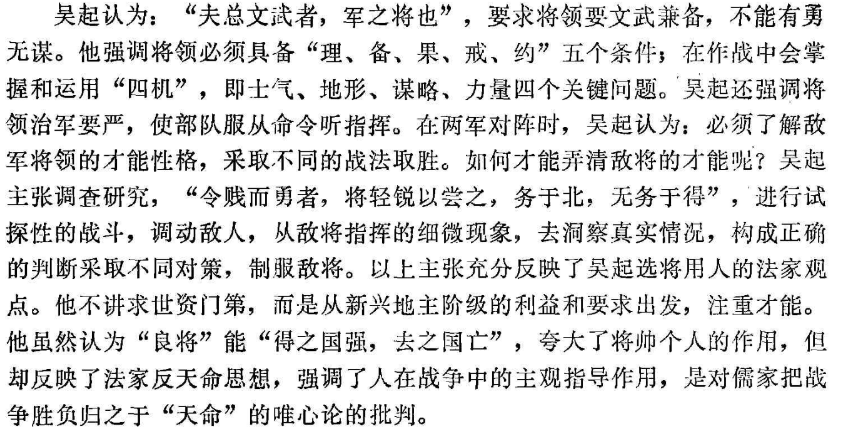 吴起认为：“夫总文武者，军之将也”，要求将领要文武兼备，不能有勇
无谋。他强调将领必须具备“理、备、果、戒、约”五个条件；在作战中会掌
握和运用“四机”，即士气、地形、谋略、力量四个关键问题。吴起还强调将
领治军要严，使部队服从命令听指挥。在两军对阵时，吴起认为：必须了解敌
军将领的才能性格，采取不同的战法取胜。如何才能弄清敌将的才能呢？吴起
主张调查研究，“令贱而勇者，将轻锐以尝之，务于北，无务于得”，进行试
探性的战斗，调动敌人，从敌将指挥的细微现象，去洞察真实情况，构成正确
的判断采取不同对策，制服敌将。以上主张充分反映了吴起选将用人的法家观
点。他不讲求世资门第，而是从新兴地主阶级的利益和要求出发，注重才能。
他虽然认为“良将”能“得之国强，去之国亡”，夸大了将帅个人的作用，但
却反映了法家反天命思想，强调了人在战争中的主观指导作用，是对儒家把战
争胜负归之于“天命”的唯心论的批判。